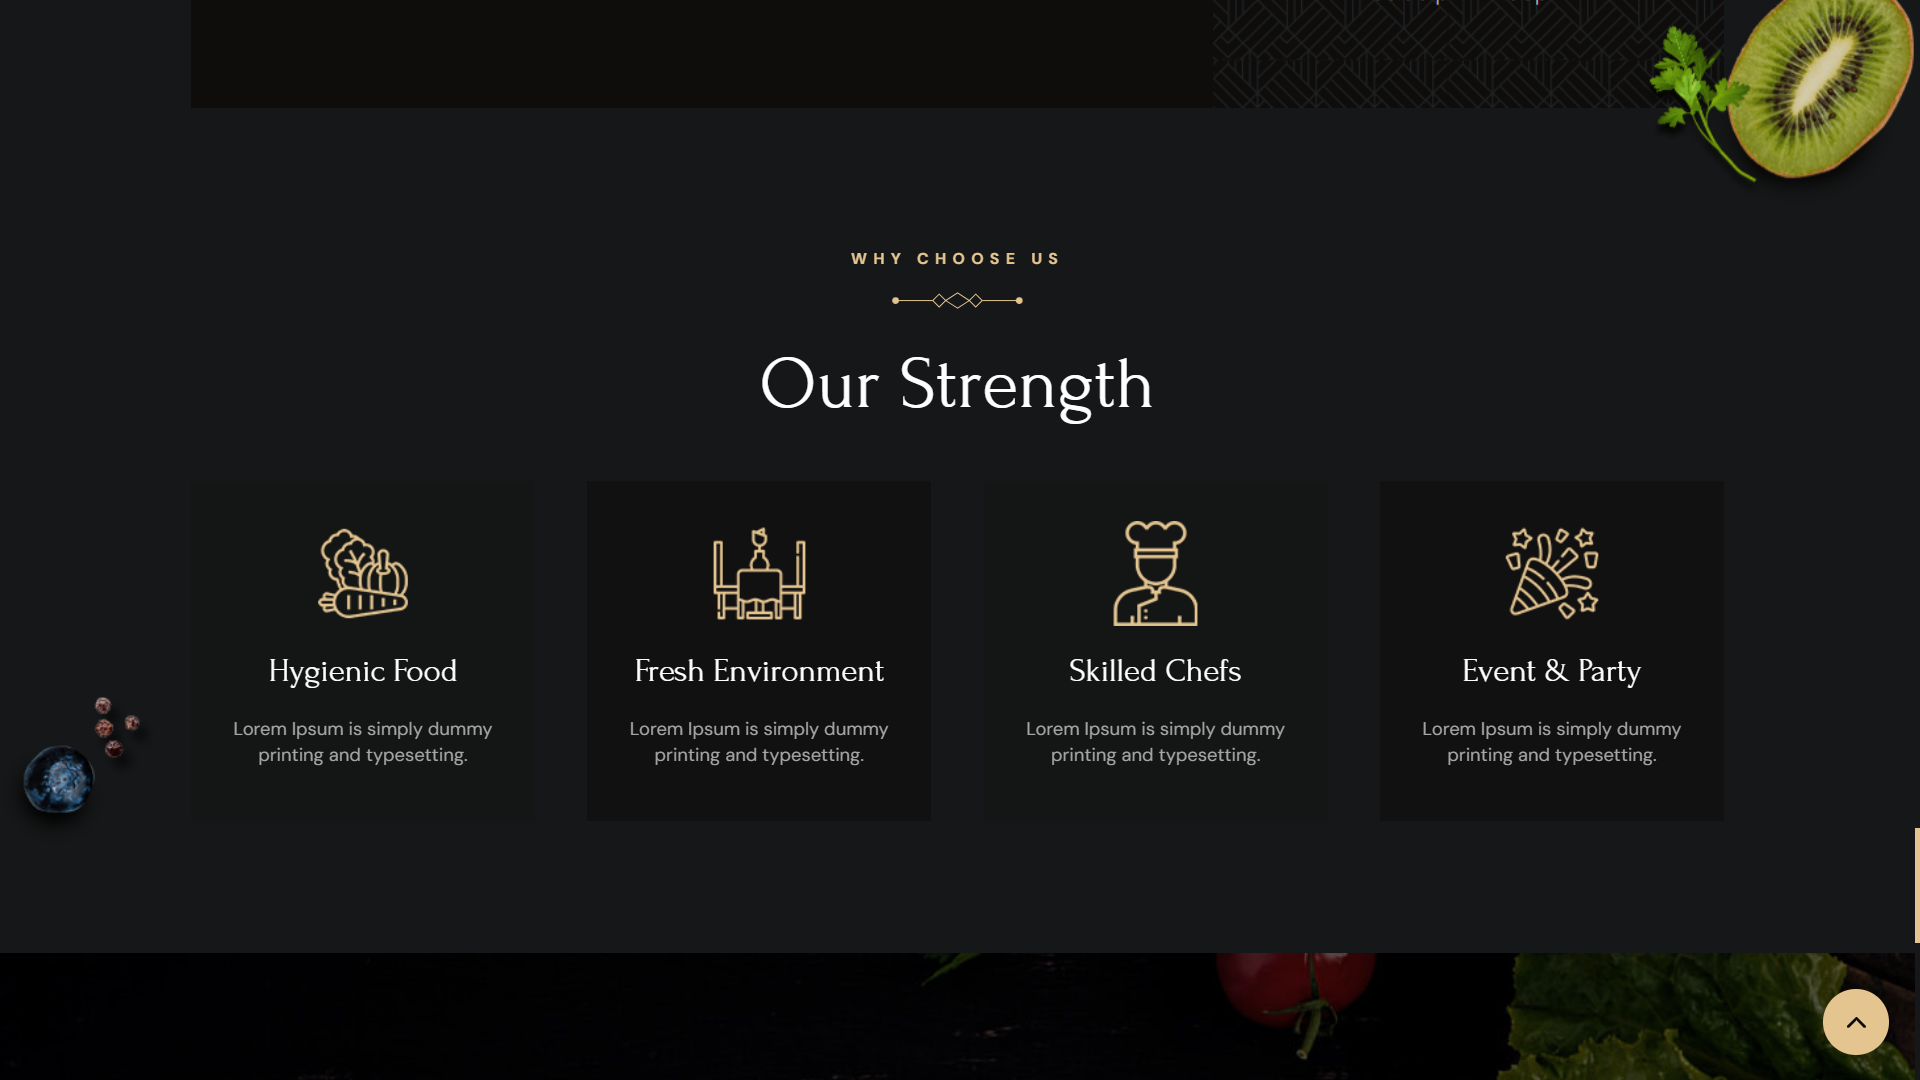 WHY CHOOSE US
Our Strength
Hygienic Food
Lorem Ipsum is simply dummy
printing and typesetting.
Fresh Environment
Lorem Ipsum is simply dummy
printing and typesetting.
Skilled Chefs
Lorem Ipsum is simply dummy
printing and typesetting.
Event & Party
Lorem Ipsum is simply dummy
printing and typesetting.